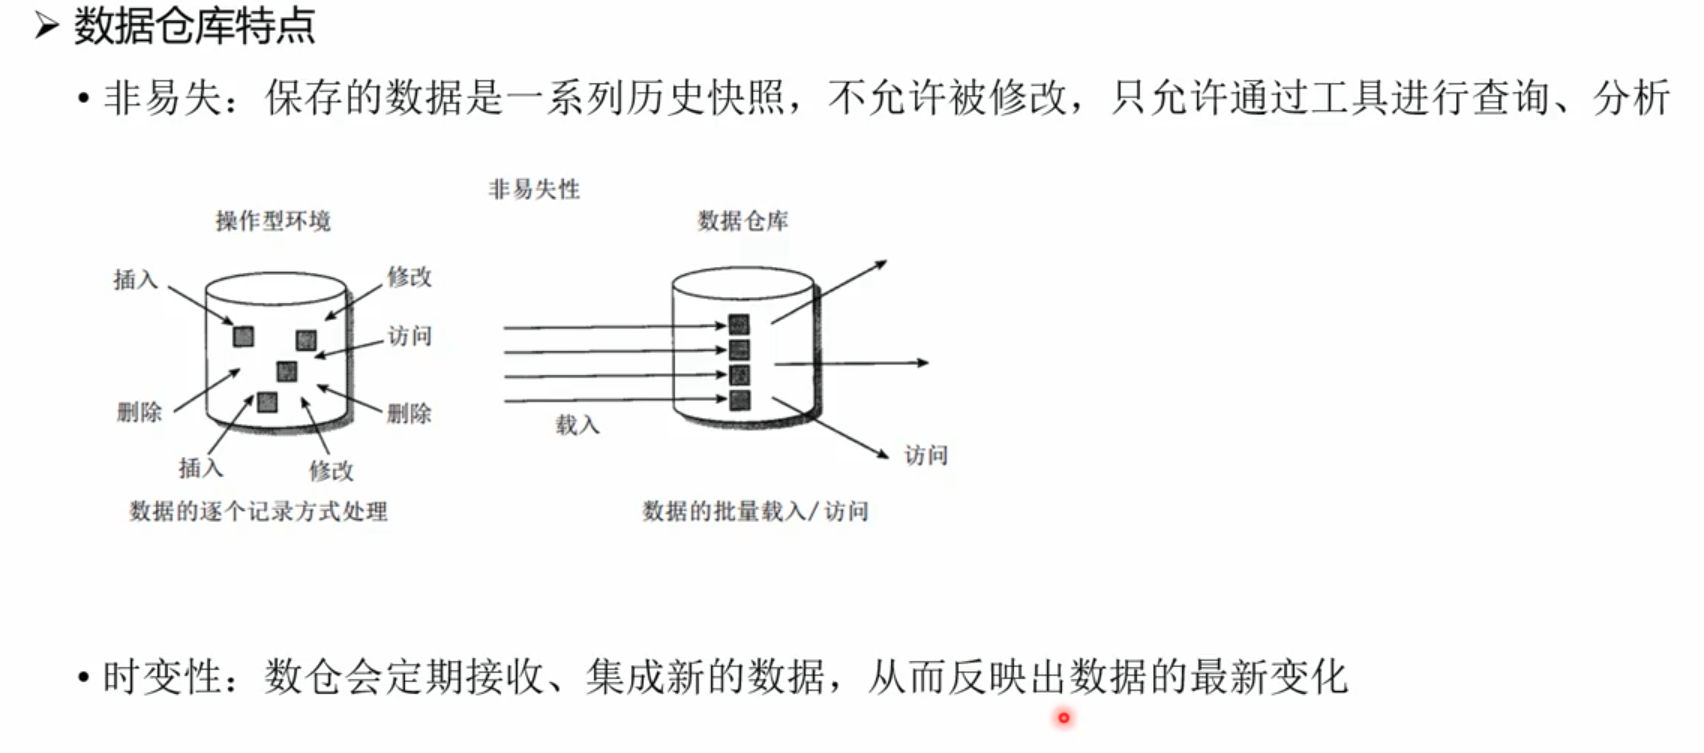 ➢ 数据仓库特点
• 非易失：保存的数据是一系列历史快照，不允许被修改，只允许通过工具进行查询、分析
非易失性
操作型环境
数据仓库
插入
修改
访问
删除
删除
插入
修改
载入
访问
数据的逐个记录方式处理
数据的批量载入/访问
• 时变性：数仓会定期接收、集成新的数据，从而反映出数据的最新变化